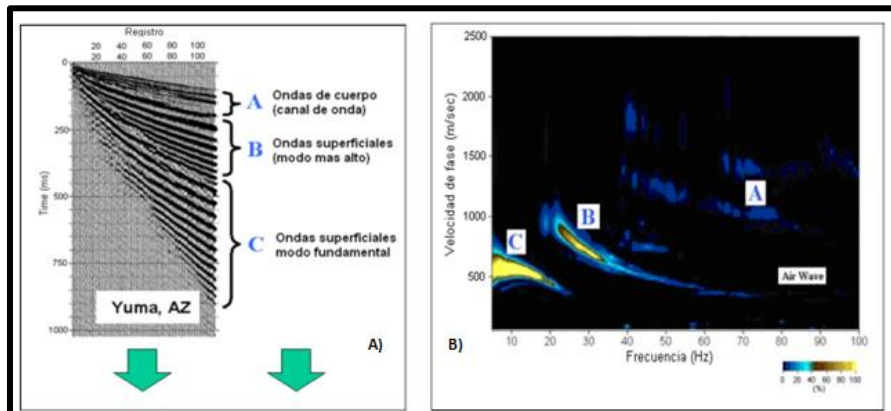 Registro
20 40 60 80 100
20 40 60 80 100
0
250
500
750
1000
Time (ms)
A Ondas de cuerpo
(canal de onda)
B Ondas superficiales
(modo mas alto)
C Ondas superficiales
modo fundamental
Yuma, AZ
A)
2500
2000
1500
1000
500
Velocidad de fase (m/sec)
A
B
C
Air Wave
10 20 30 40 50 60 70 80 90 100
Frecuencia (Hz)
B)
0 20 40 60 80 100
(%)